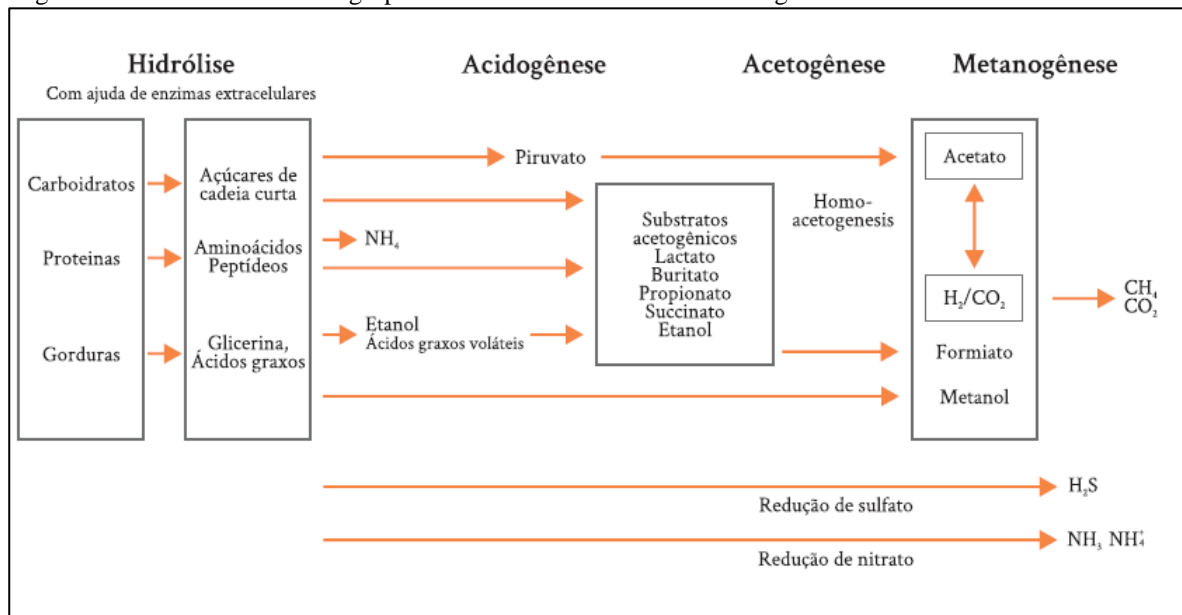 Hidrólise
Acidogênese
Acetogênese
Metanogênese
Com ajuda de enzimas extracelulares
Carboidratos
Proteinas
Gorduras
Açúcares de
cadeia curta
Aminoácidos
Peptídeos
Glicerina,
Ácidos graxos
Piruvato
NH₄
Etanol
Ácidos graxos voláteis
Substratos
acetogênicos
Lactato
Buritato
Propionato
Succinato
Etanol
Homo-
acetogenesis
Acetato
H₂/CO₂
Formiato
Metanol
CH₄
CO₂
Redução de sulfato
H₂S
Redução de nitrato
NH₃ NH₄⁺